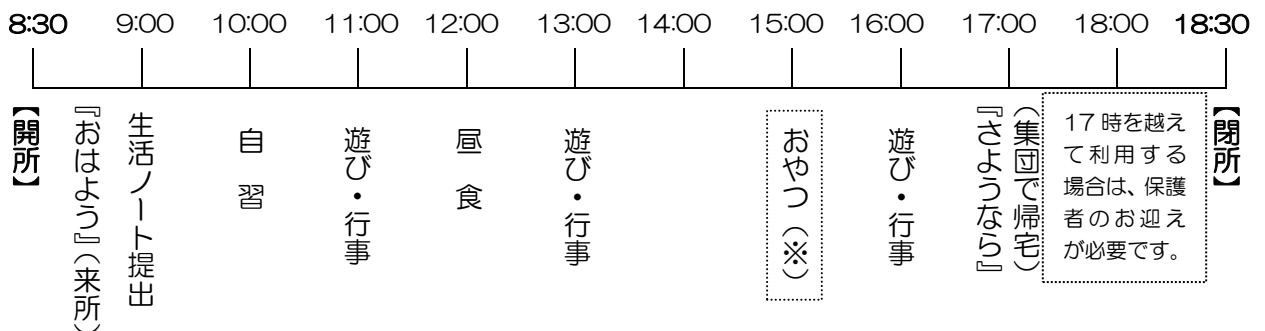 8:30 9:00 10:00 11:00 12:00 13:00 14:00 15:00 16:00 17:00 18:00 18:30
【開所】
『おはよう』(来所)
生活ノート提出
自習
遊び・行事
昼食
遊び・行事
おやつ(※)
遊び・行事
(集団で帰宅)
『さようなら』
17時を越え
て利用する
場合は、保護
者のお迎え
が必要です。
【閉所】